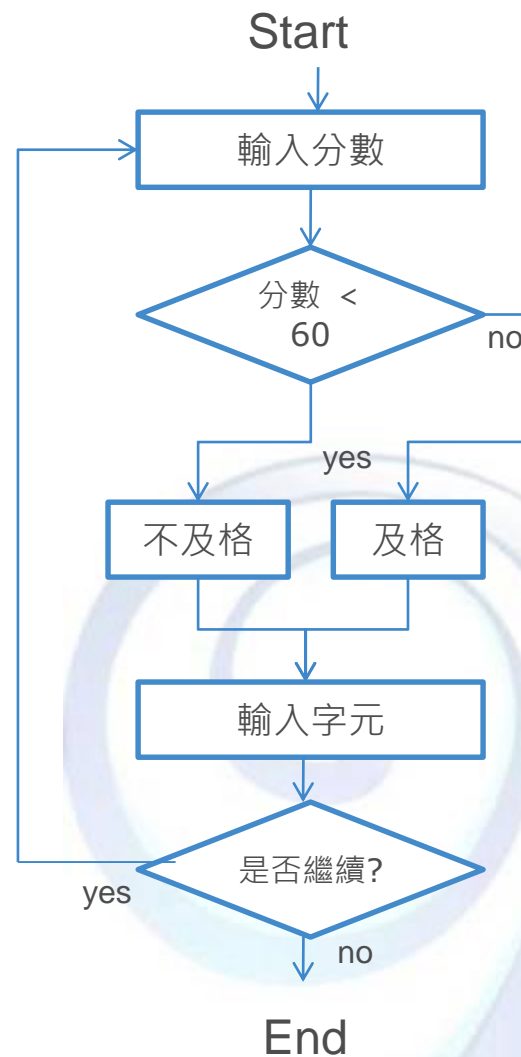 Start
輸入分數
分數 <
60
no
yes
不及格
及格
輸入字元
是否繼續?
yes
no
End